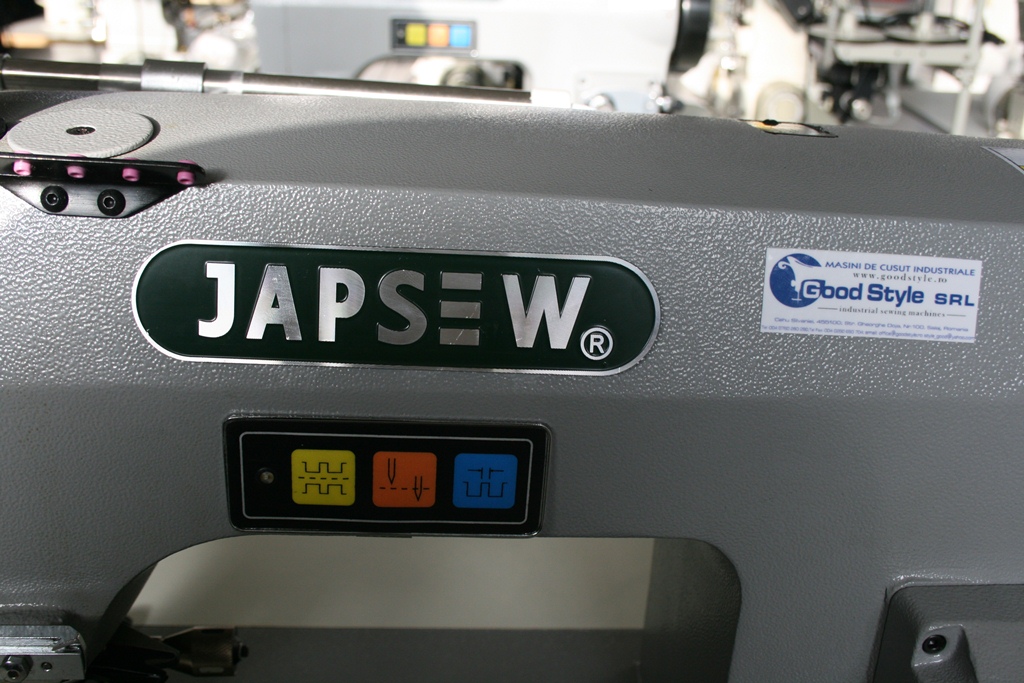 JAPSEW®
MASINI DE CUSUT INDUSTRIALE
www.goodstyle.ro
Good Style SRL
industrial sewing machines